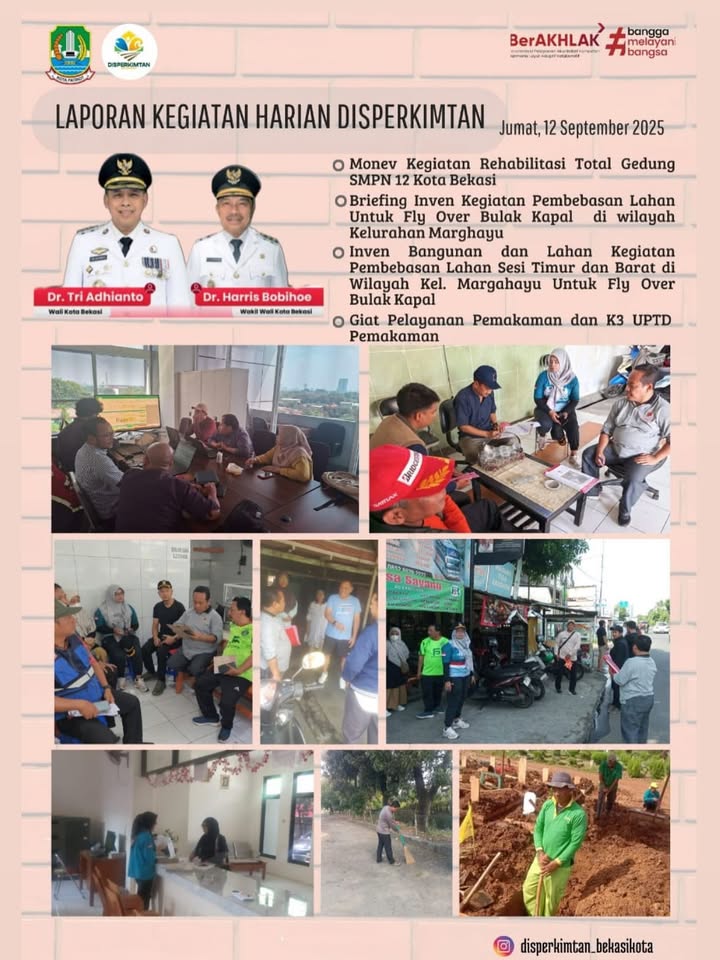 KOTA PATRIOT
DISPERKIMTAN
BerAKHLAK
# bangga
melayani
bangsa
LAPORAN KEGIATAN HARIAN DISPERKIMTAN
Jumat, 12 September 2025
Monev Kegiatan Rehabilitasi Total Gedung
SMPN 12 Kota Bekasi
Briefing Inven Kegiatan Pembebasan Lahan
Untuk Fly Over Bulak Kapal di wilayah
Kelurahan Marghayu
Inven Bangunan dan Lahan Kegiatan
Pembebasan Lahan Sesi Timur dan Barat di
Wilayah Kel. Margahayu Untuk Fly Over
Bulak Kapal
Giat Pelayanan Pemakaman dan K3 UPTD
Pemakaman
Dr. Tri Adhianto
Wali Kota Bekasi
Dr. Harris Bobihoe
Wakil Wali Kota Bekasi
disperkimtan_bekasikota